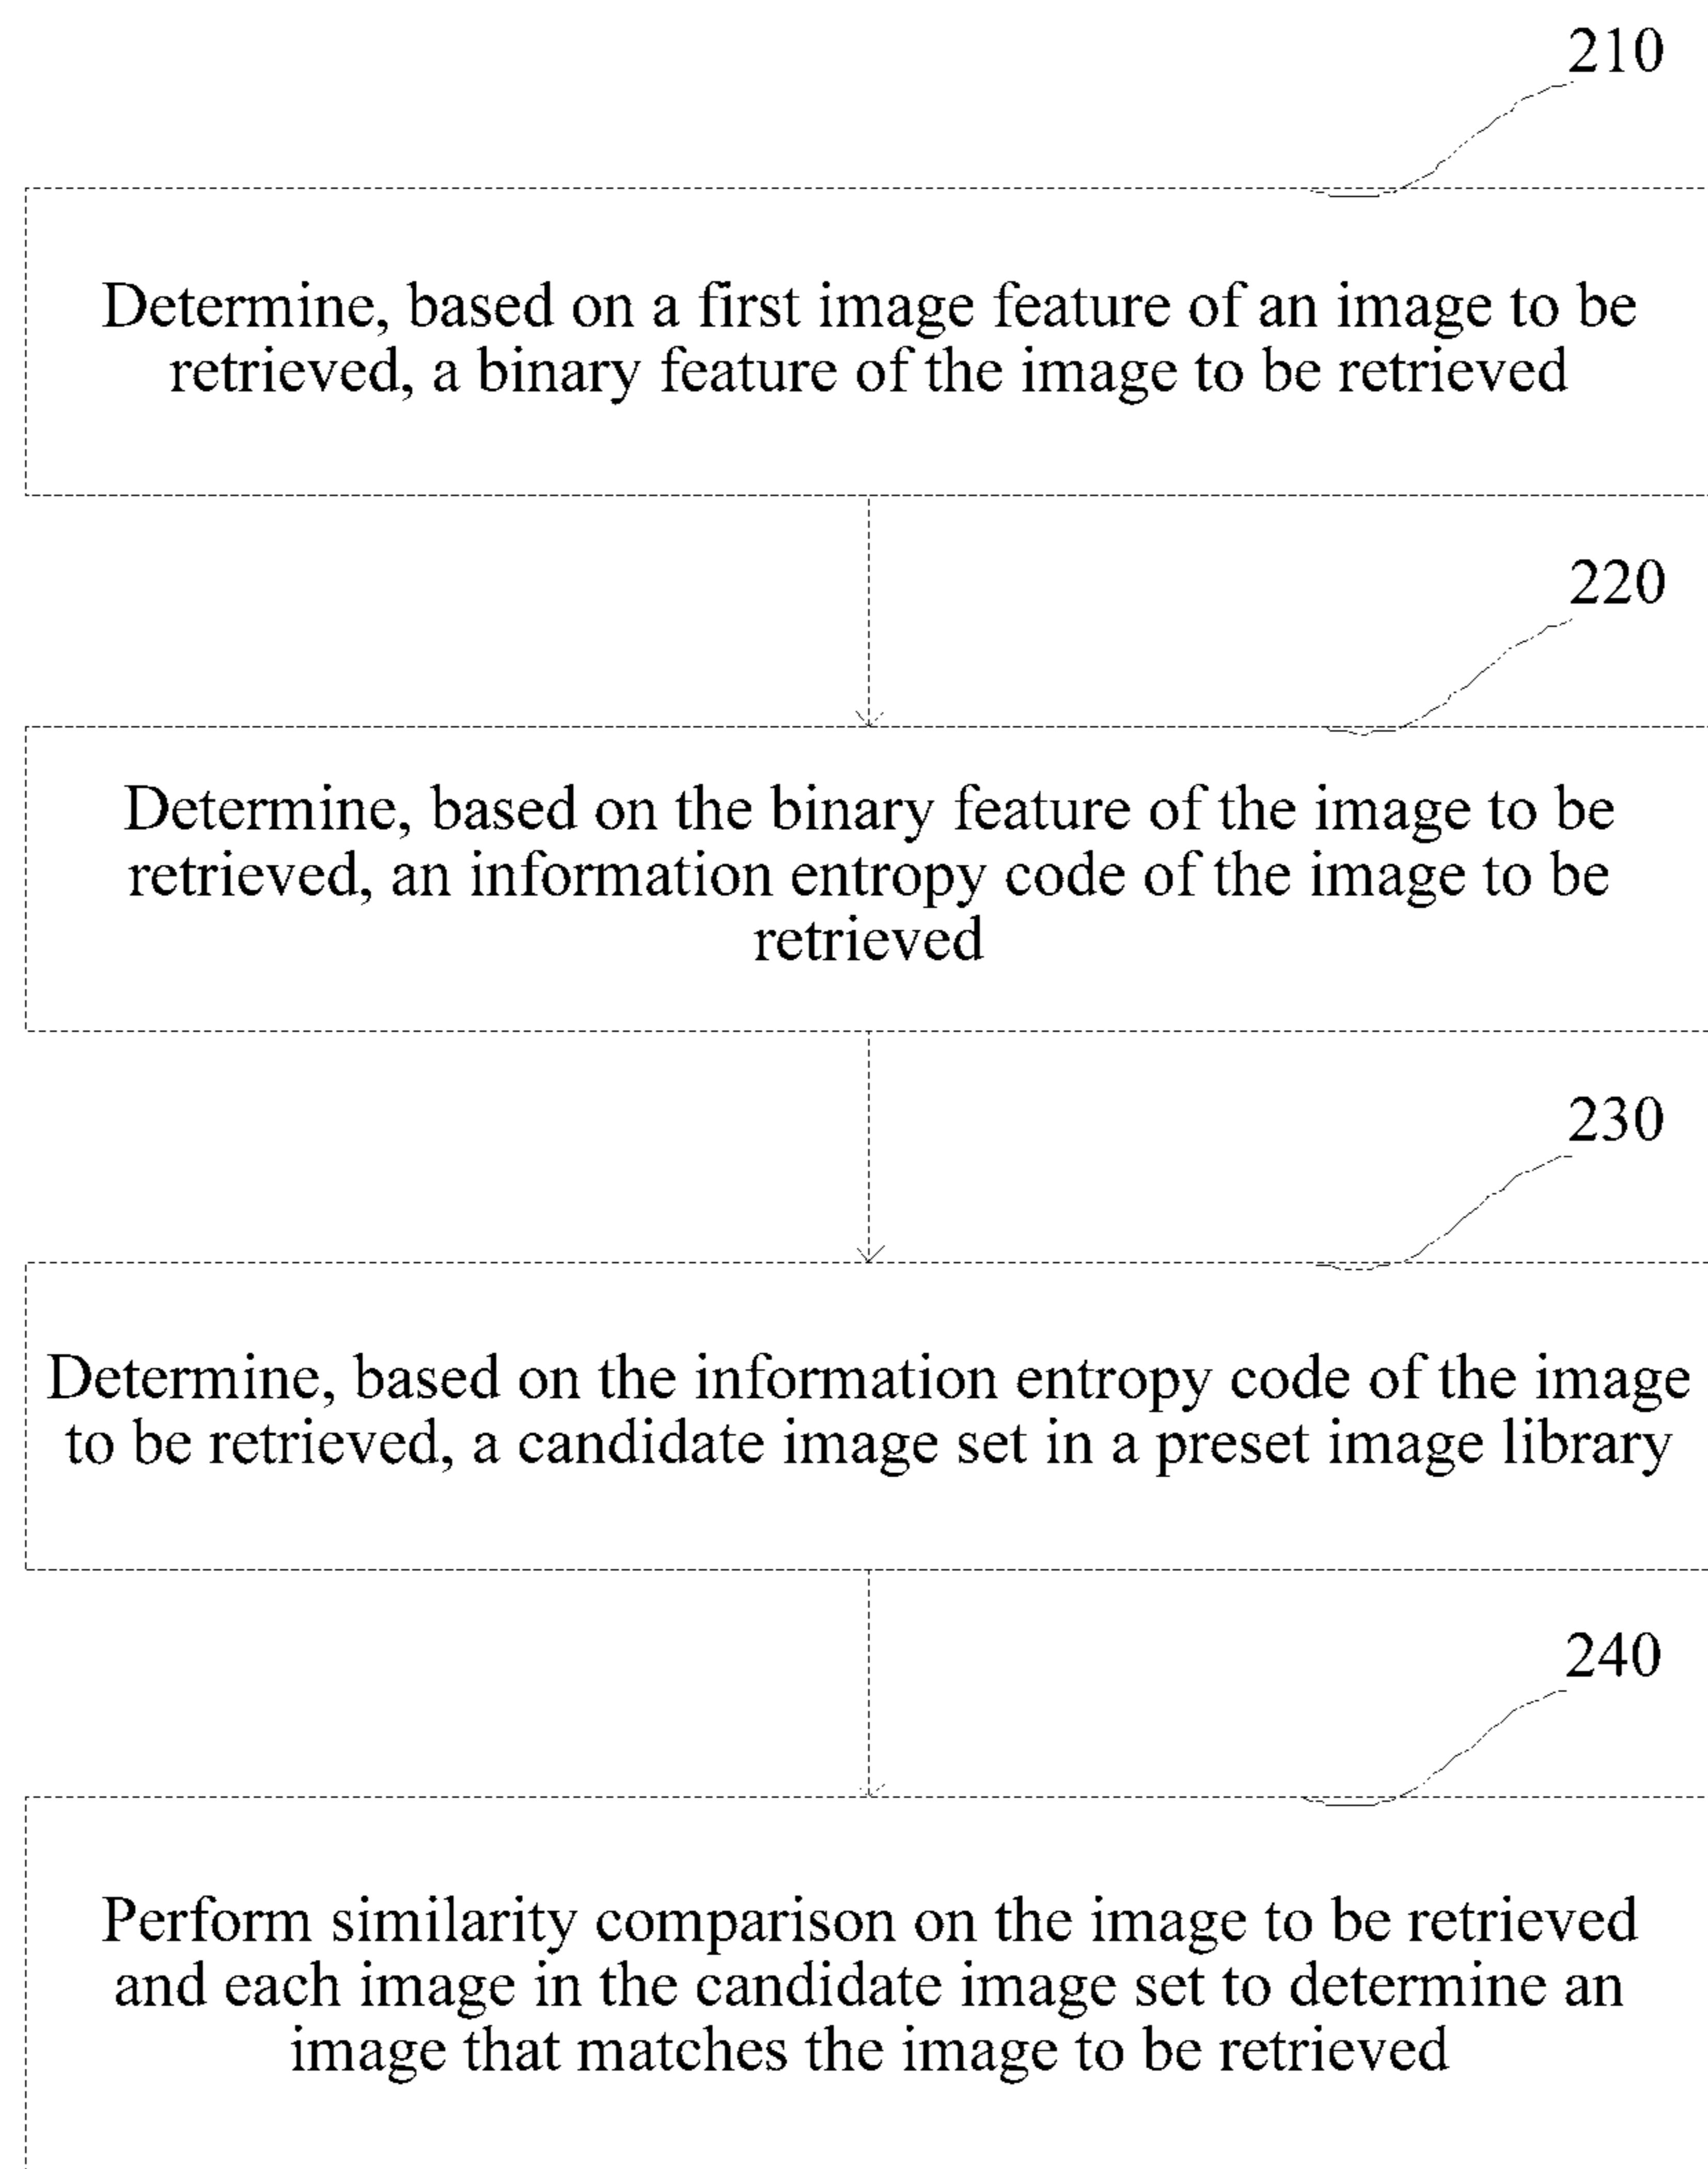 210
Determine, based on a first image feature of an image to be
retrieved, a binary feature of the image to be retrieved
220
Determine, based on the binary feature of the image to be
retrieved, an information entropy code of the image to be
retrieved
230
Determine, based on the information entropy code of the image
to be retrieved, a candidate image set in a preset image library
240
Perform similarity comparison on the image to be retrieved
and each image in the candidate image set to determine an
image that matches the image to be retrieved